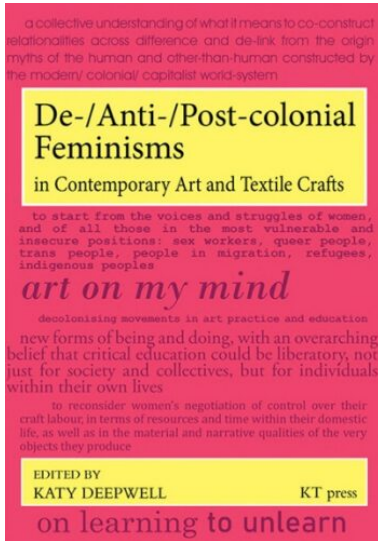 a collective understanding of what it means to co-construct
relationalities across difference and de-link from the origin
myths of the human and other-than-human constructed by
the modern/ colonial/ capitalist world-system
De-/Anti-/Post-colonial
Feminisms
in Contemporary Art and Textile Crafts
to start from the voices and struggles of women,
and of all those in the most vulnerable and
insecure positions: sex workers, queer people,
trans people, people in migration, refugees,
indigenous peoples
art on my mind
decolonising movements in art practice and education
new forms of being and doing, with an overarching
belief that critical education could be liberatory, not
just for society and collectives, but for individuals
within their own lives
to reconsider women's negotiation of control over their
craft labour, in terms of resources and time within their domestic
life, as well as in the material and narrative qualities of the very
objects they produce
EDITED BY
KATY DEEPWELL KT press
on learning to unlearn